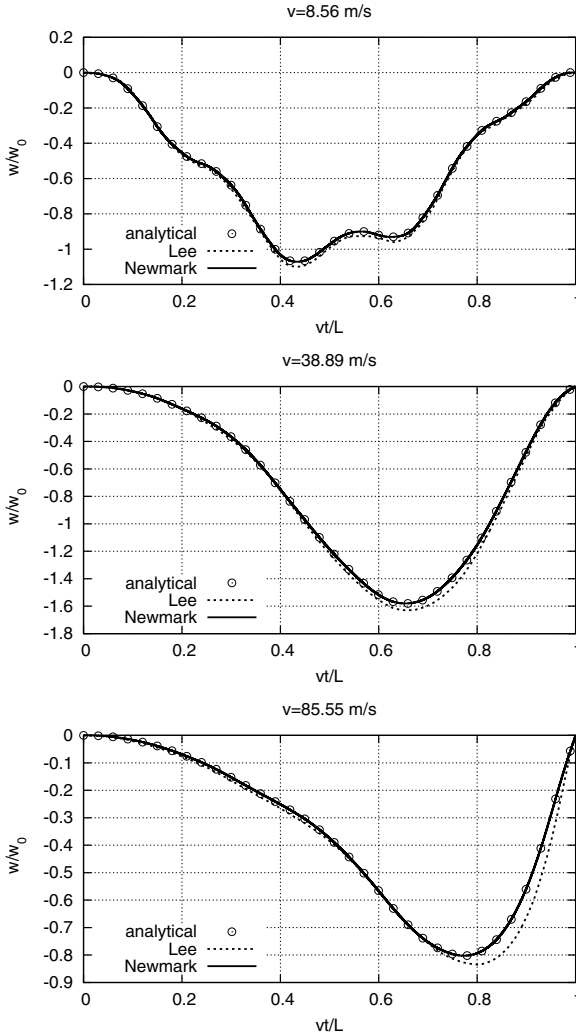 v=8.56 m/s
0.2
0
-0.2
-0.4
-0.6
-0.8
-1
-1.2
w/w0
analytical
Lee
Newmark
0 0.2 0.4 0.6 0.8 1
vt/L
v=38.89 m/s
0
-0.2
-0.4
-0.6
-0.8
-1
-1.2
-1.4
-1.6
-1.8
w/w0
analytical
Lee
Newmark
0 0.2 0.4 0.6 0.8 1
vt/L
v=85.55 m/s
0
-0.1
-0.2
-0.3
-0.4
-0.5
-0.6
-0.7
-0.8
-0.9
w/w0
analytical
Lee
Newmark
0 0.2 0.4 0.6 0.8 1
vt/L